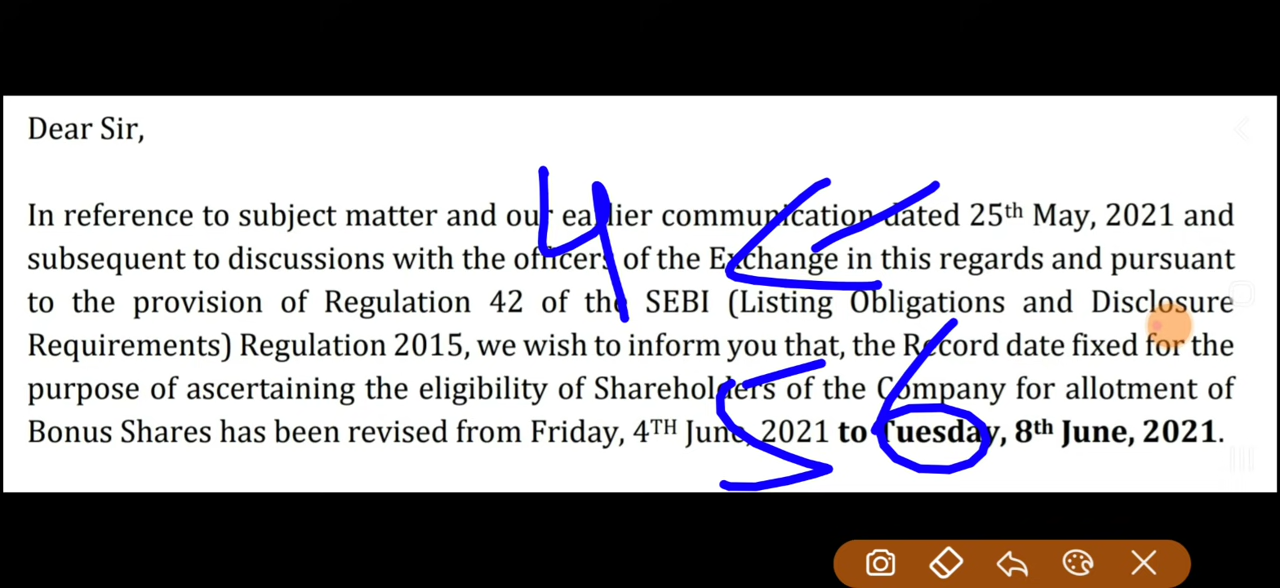 Dear Sir,
In reference to subject matter and our earlier communication dated 25th May, 2021 and
subsequent to discussions with the officers of the Exchange in this regards and pursuant
to the provision of Regulation 42 of the SEBI (Listing Obligations and Disclosure
Requirements) Regulation 2015, we wish to inform you that, the Record date fixed for the
purpose of ascertaining the eligibility of Shareholders of the Company for allotment of
Bonus Shares has been revised from Friday, 4TH June, 2021 to Tuesday, 8th June, 2021.
4
5 6